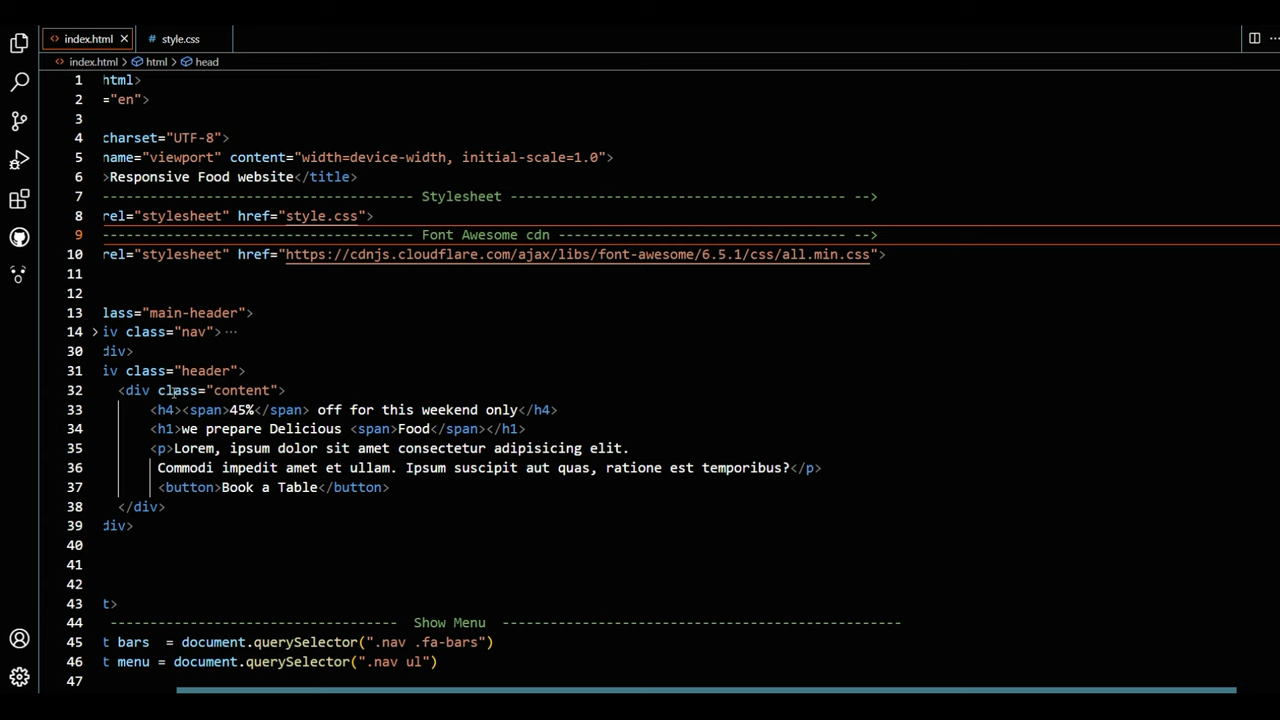 index.html
style.css
index.html > html > head
1 html>
2 ="en">
3
4 charset="UTF-8">
5 name="viewport" content="width=device-width, initial-scale=1.0">
6 >Responsive Food website</title>
7 --------------------------------------- Stylesheet ------------------------------------------ -->
8 rel="stylesheet" href="style.css">
9 --------------------------------------- Font Awesome cdn ------------------------------------ -->
10 rel="stylesheet" href="https://cdnjs.cloudflare.com/ajax/libs/font-awesome/6.5.1/css/all.min.css">
11
12
13 lass="main-header">
14 iv class="nav">···
30 div>
31 iv class="header">
32 <div class="content">
33 <h4><span>45%</span> off for this weekend only</h4>
34 <h1>we prepare Delicious <span>Food</span></h1>
35 <p>Lorem, ipsum dolor sit amet consectetur adipisicing elit.
36 Commodi impedit amet et ullam. Ipsum suscipit aut quas, ratione est temporibus?</p>
37 <button>Book a Table</button>
38 </div>
39 div>
40
41
42
43 t>
44 ------------------------------------ Show Menu --------------------------------------------------
45 t bars = document.querySelector(".nav .fa-bars")
46 t menu = document.querySelector(".nav ul")
47